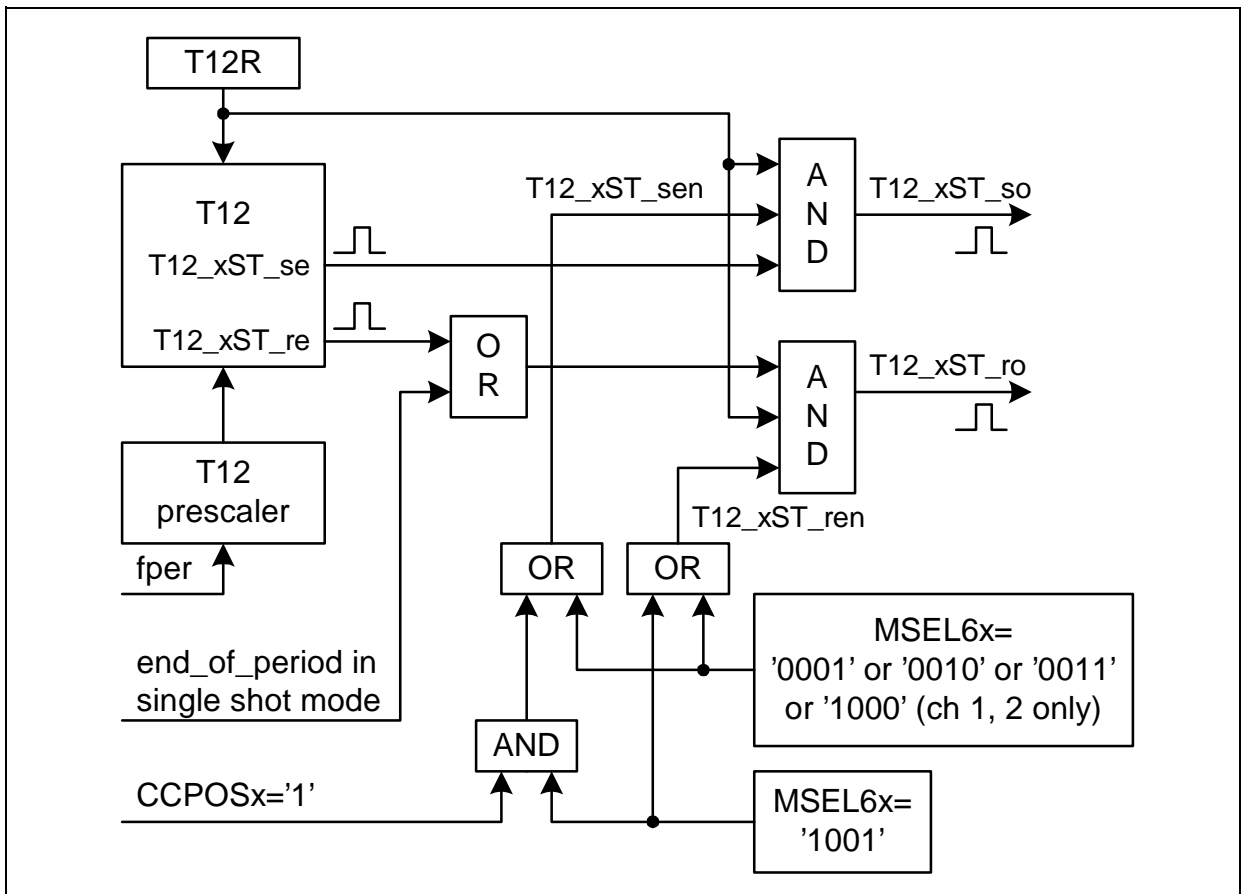 T12R
T12
T12_xST_se
T12_xST_re
T12_xST_sen
A
N
D
T12_xST_so
O
R
A
N
D
T12_xST_ro
T12
prescaler
T12_xST_ren
fper
OR
OR
end_of_period in
single shot mode
MSEL6x=
’0001’ or ’0010’ or ’0011’
or ’1000’ (ch 1, 2 only)
AND
CCPOSx=’1’
MSEL6x=
’1001’